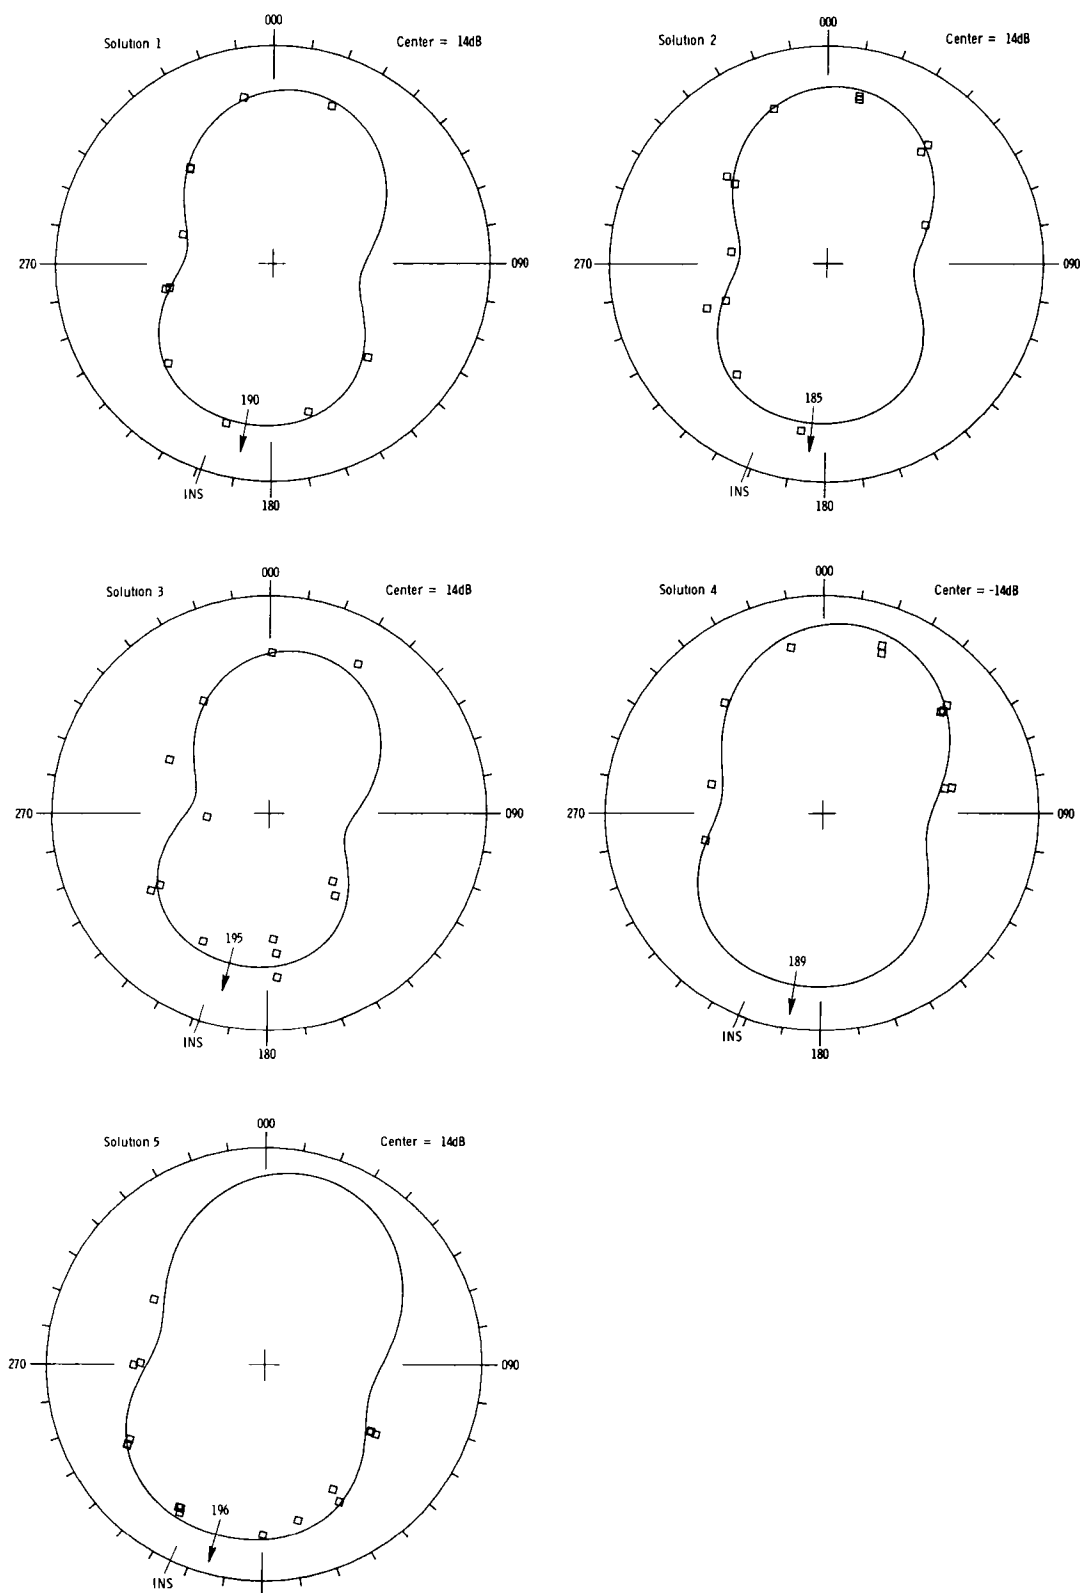 000
Solution 1
Center = 14dB
270
090
190
INS
180
000
Solution 2
Center = 14dB
270
090
185
INS
180
000
Solution 3
Center = 14dB
270
090
195
INS
180
000
Solution 4
Center = -14dB
270
090
189
INS
180
000
Solution 5
Center = 14dB
270
090
196
INS